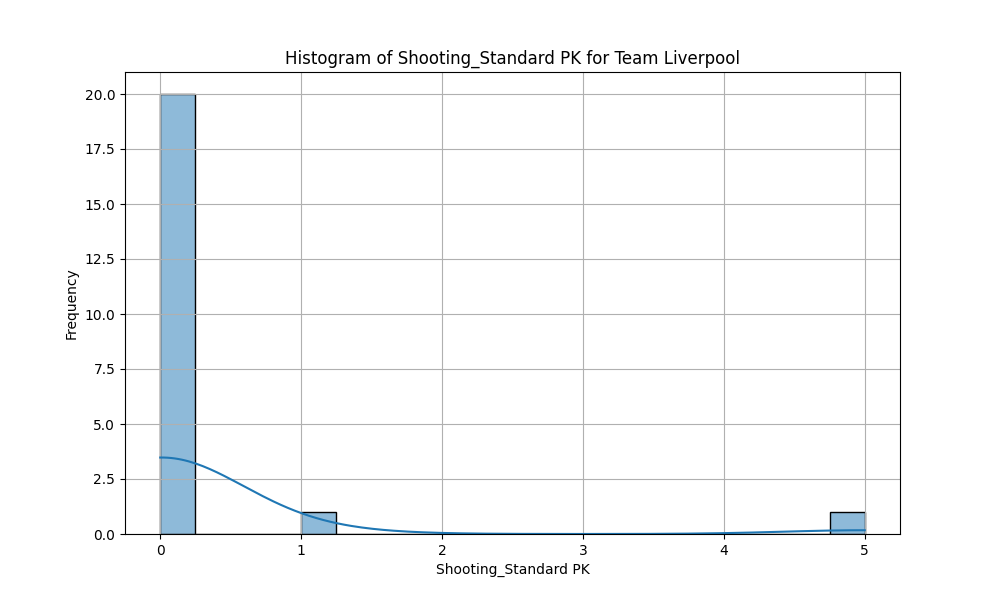 Histogram of Shooting_Standard PK for Team Liverpool
20.0
17.5
15.0
12.5
10.0
7.5
5.0
2.5
0.0
Frequency
0 1 2 3 4 5
Shooting_Standard PK